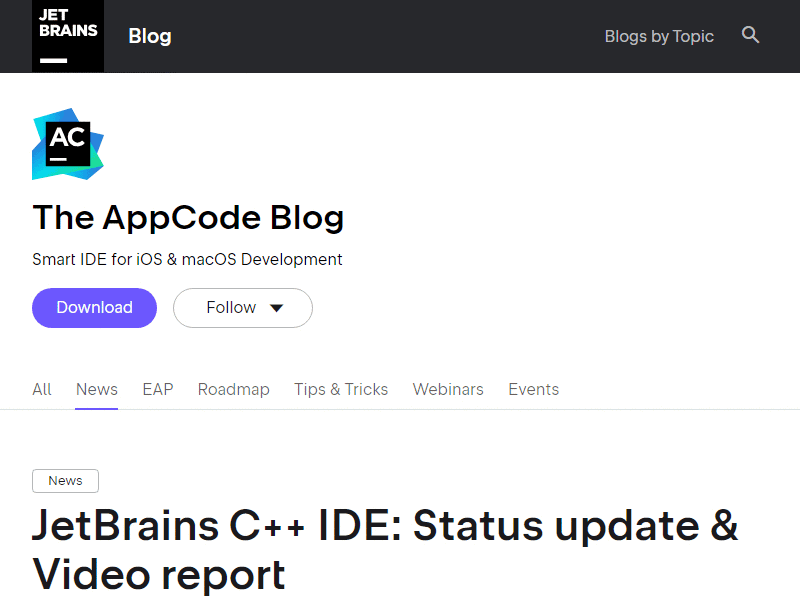 JET
BRAINS
Blog
Blogs by Topic
AC
The AppCode Blog
Smart IDE for iOS & macOS Development
Download
Follow
All News EAP Roadmap Tips & Tricks Webinars Events
News
JetBrains C++ IDE: Status update &
Video report